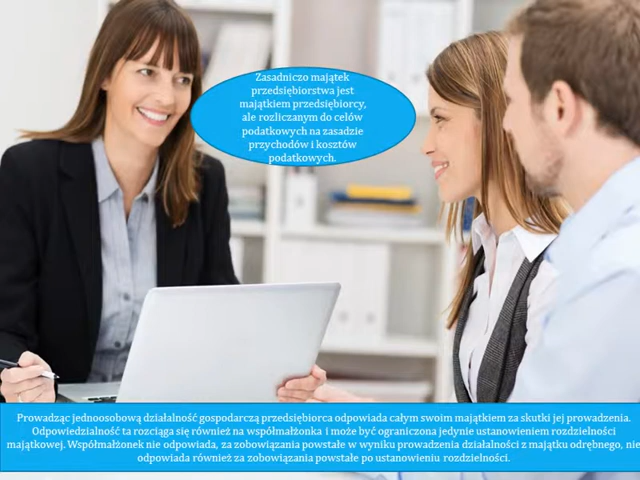 Zasadniczo majątek
przedsiębiorstwa jest
majątkiem przedsiębiorcy,
ale rozliczanym do celów
podatkowych na zasadzie
przychodów i kosztów
podatkowych.
Prowadząc jednoosobową działalność gospodarczą przedsiębiorca odpowiada całym swoim majątkiem za skutki jej prowadzenia.
Odpowiedzialność ta rozciąga się również na współmałżonka i może być ograniczona jedynie ustanowieniem rozdzielności
majątkowej. Współmałżonek nie odpowiada, za zobowiązania powstałe w wyniku prowadzenia działalności z majątku odrębnego, nie
odpowiada również za zobowiązania powstałe po ustanowieniu rozdzielności.